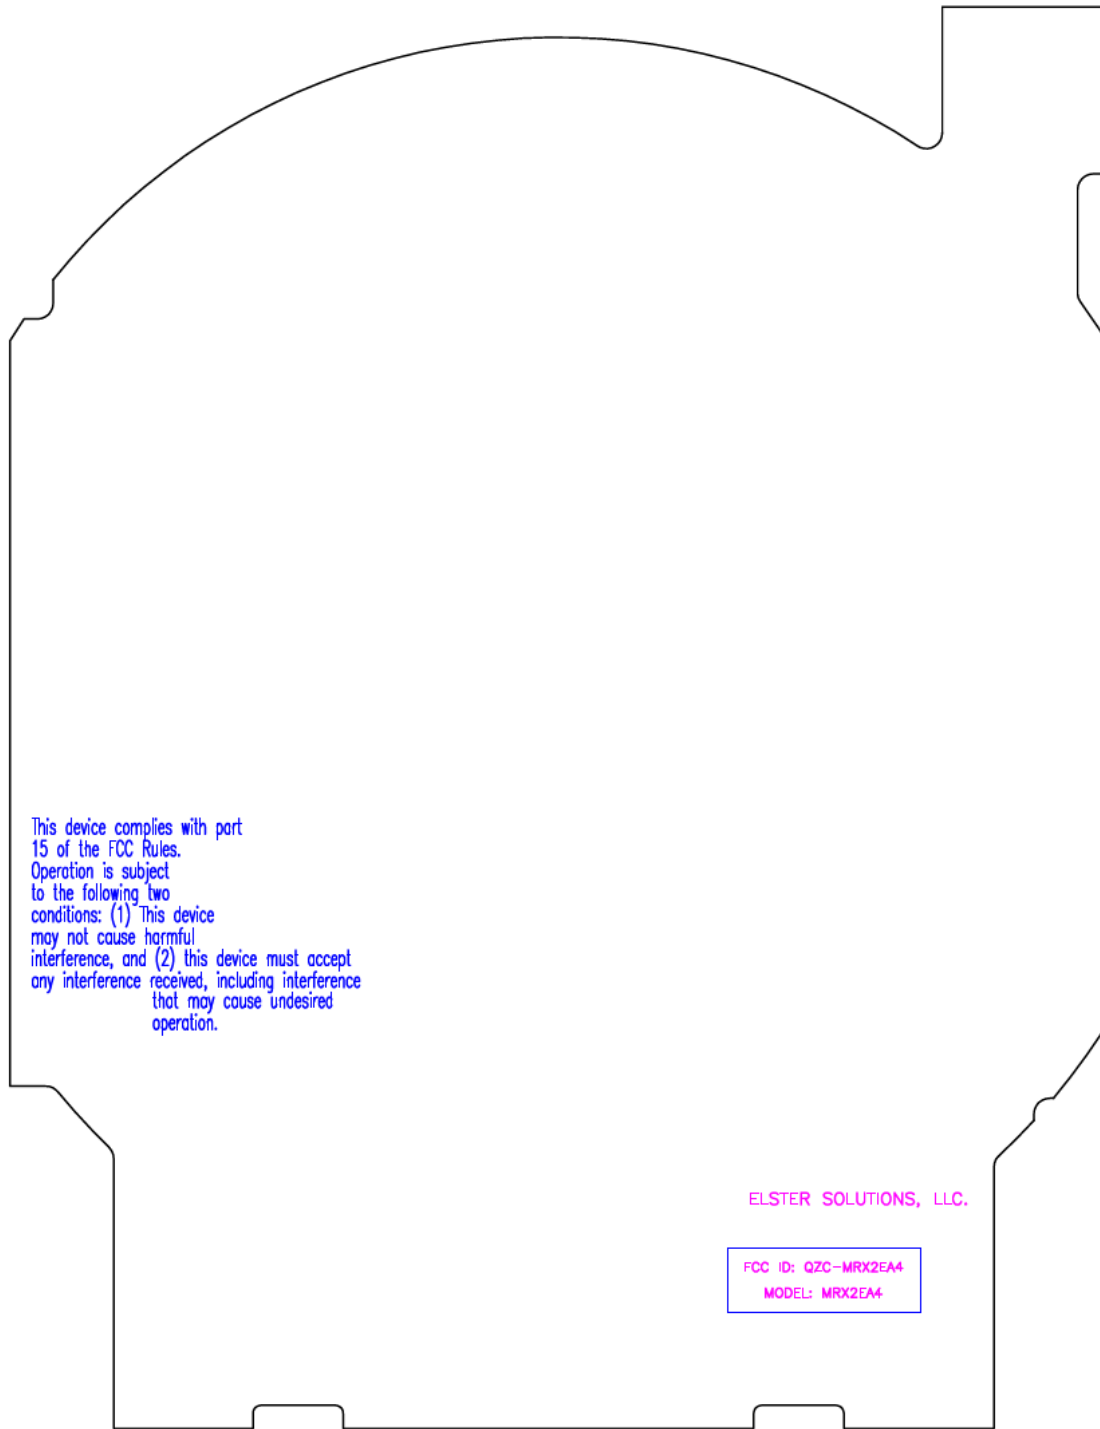 This device complies with part
15 of the FCC Rules.
Operation is subject
to the following two
conditions: (1) This device
may not cause harmful
interference, and (2) this device must accept
any interference received, including interference
that may cause undesired
operation.
ELSTER SOLUTIONS, LLC.
FCC ID: QZC-MRX2EA4
MODEL: MRX2EA4